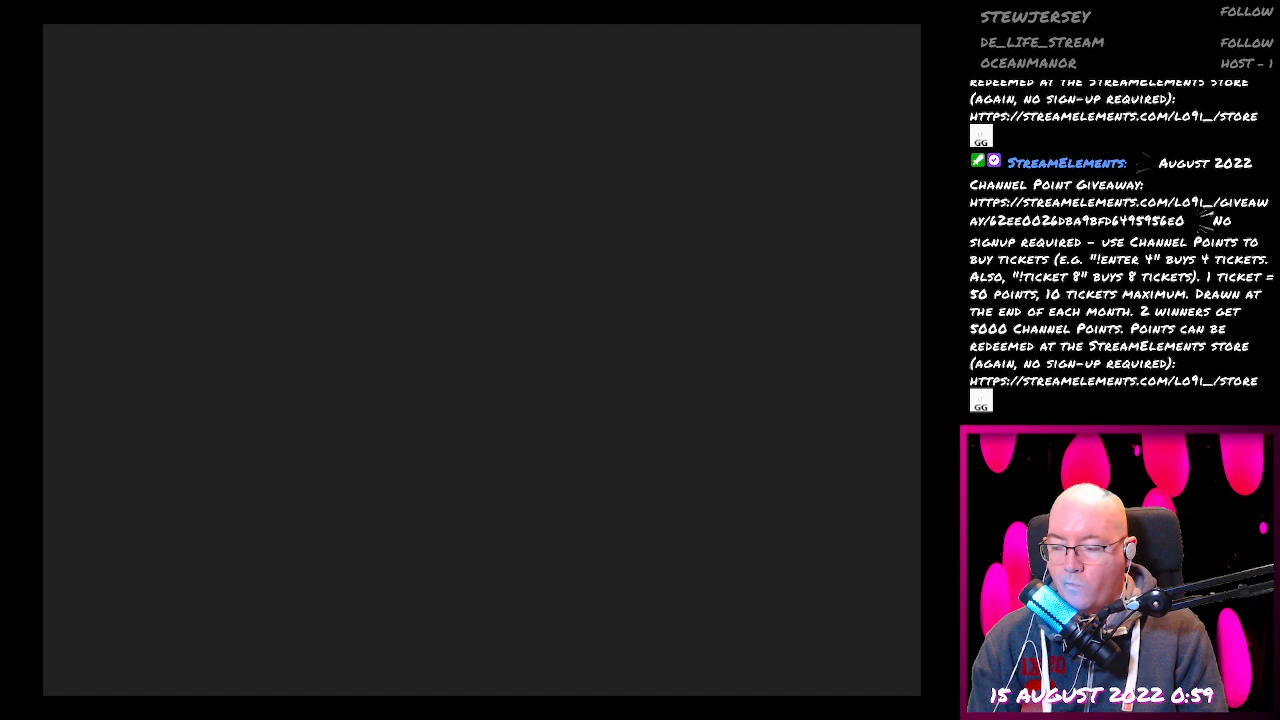 STEWJERSEY FOLLOW
DE_LIFE_STREAM FOLLOW
OCEANMANOR HOST - 1
REDEEMED AT THE STREAMELEMENTS STORE
(AGAIN, NO SIGN-UP REQUIRED):
HTTPS://STREAMELEMENTS.COM/LO91_/STORE
GG
STREAMELEMENTS: AUGUST 2022
CHANNEL POINT GIVEAWAY:
HTTPS://STREAMELEMENTS.COM/LO91_/GIVEAW
AY/62EE0026DBA9BFD6495956E0 NO
SIGNUP REQUIRED - USE CHANNEL POINTS TO
BUY TICKETS (E.G. "!ENTER 4" BUYS 4 TICKETS.
ALSO, "!TICKET 8" BUYS 8 TICKETS). 1 TICKET =
50 POINTS, 10 TICKETS MAXIMUM. DRAWN AT
THE END OF EACH MONTH. 2 WINNERS GET
5000 CHANNEL POINTS. POINTS CAN BE
REDEEMED AT THE STREAMELEMENTS STORE
(AGAIN, NO SIGN-UP REQUIRED):
HTTPS://STREAMELEMENTS.COM/LO91_/STORE
GG
15 AUGUST 2022 0:59